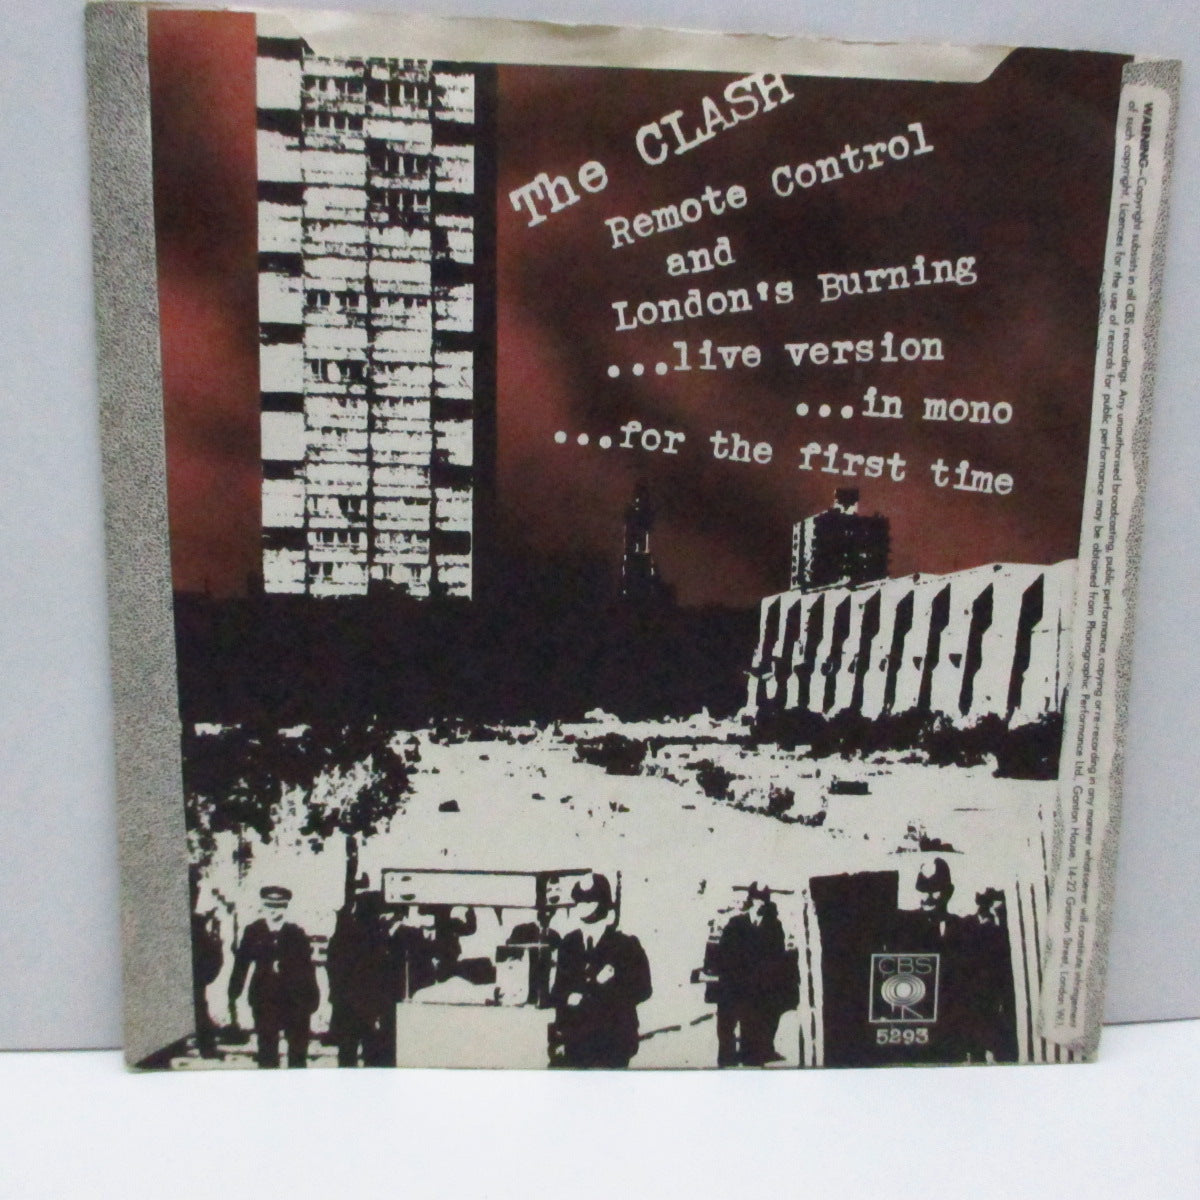 The CLASH
Remote Control
and
London's Burning
...live version
...in mono
...for the first time
WARNING—Copyright subsists in all CBS recordings. Any unauthorised broadcasting, public performance, copying or re-recording in any manner whatsoever will constitute infringement
of such copyright. Licences for the use of records for public performance may be obtained from Phonographic Performance Ltd. Ganton House, 14-22 Ganton Street, London W.1.
CBS
5293